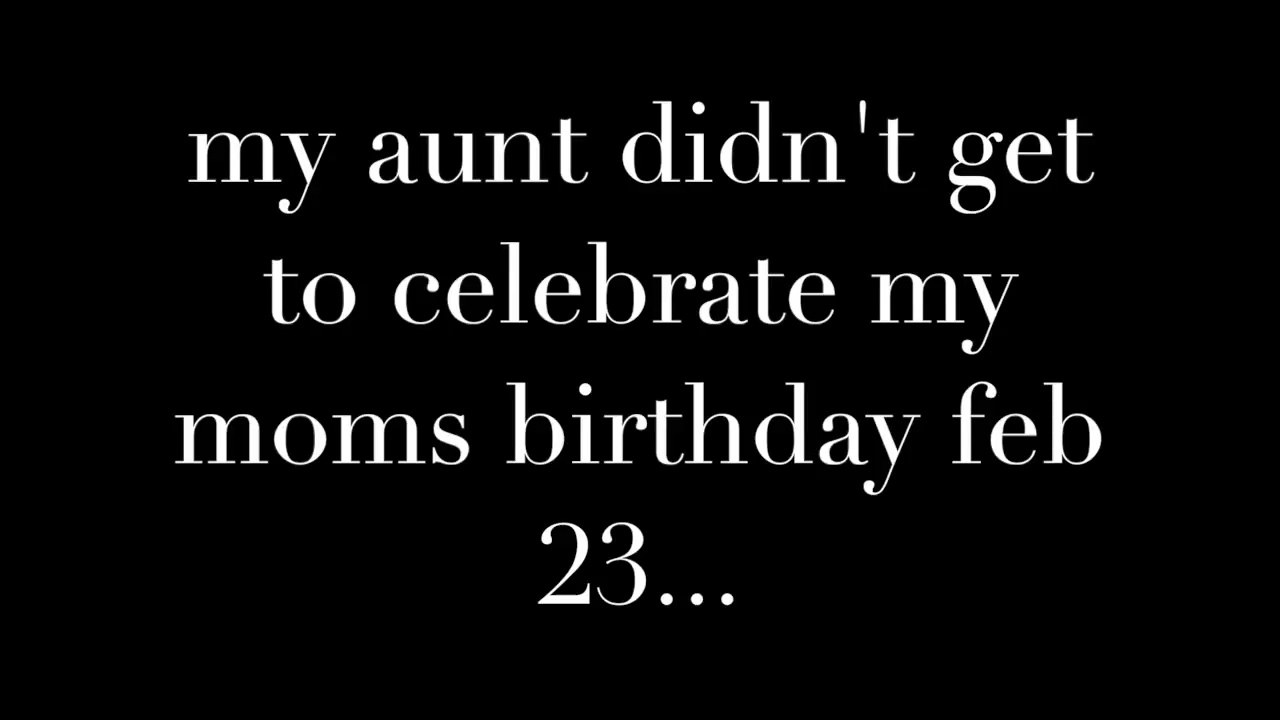 my aunt didn't get
to celebrate my
moms birthday feb
23...